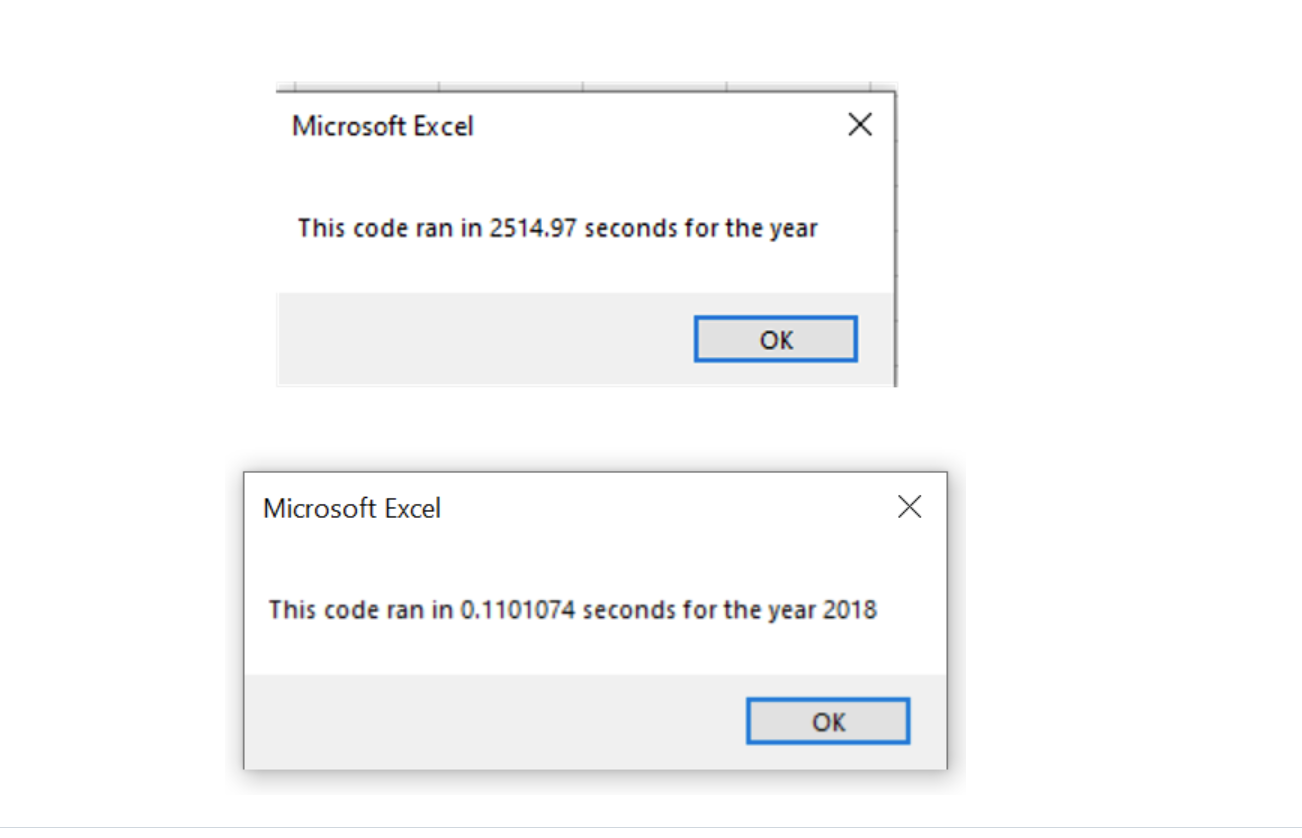 Microsoft Excel
This code ran in 2514.97 seconds for the year
OK
Microsoft Excel
This code ran in 0.1101074 seconds for the year 2018
OK